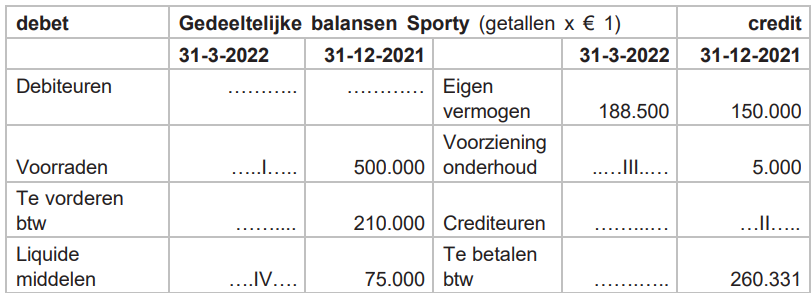 debet Gedeeltelijke balansen Sporty (getallen x € 1) credit
31-3-2022 31-12-2021 31-3-2022 31-12-2021
Debiteuren ……….. ………… Eigen vermogen 188.500 150.000
Voorraden …..I….. 500.000 Voorziening onderhoud ..…III..… 5.000
Te vorderen btw …….... 210.000 Crediteuren ……...… …II…..
Liquide middelen ….IV…. 75.000 Te betalen btw …….…. 260.331